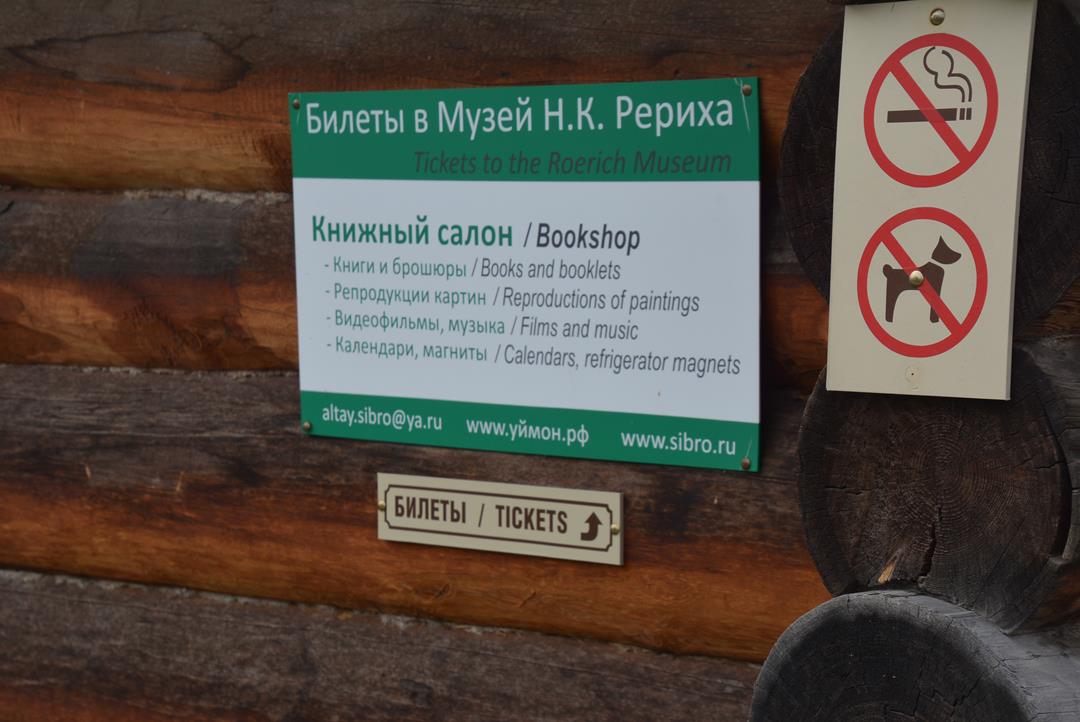 Билеты в Музей Н.К. Рериха
Tickets to the Roerich Museum
Книжный салон / Bookshop
- Книги и брошюры / Books and booklets
- Репродукции картин / Reproductions of paintings
- Видеофильмы, музыка / Films and music
- Календари, магниты / Calendars, refrigerator magnets
altay.sibro@ya.ru www.уймон.рф www.sibro.ru
БИЛЕТЫ / TICKETS